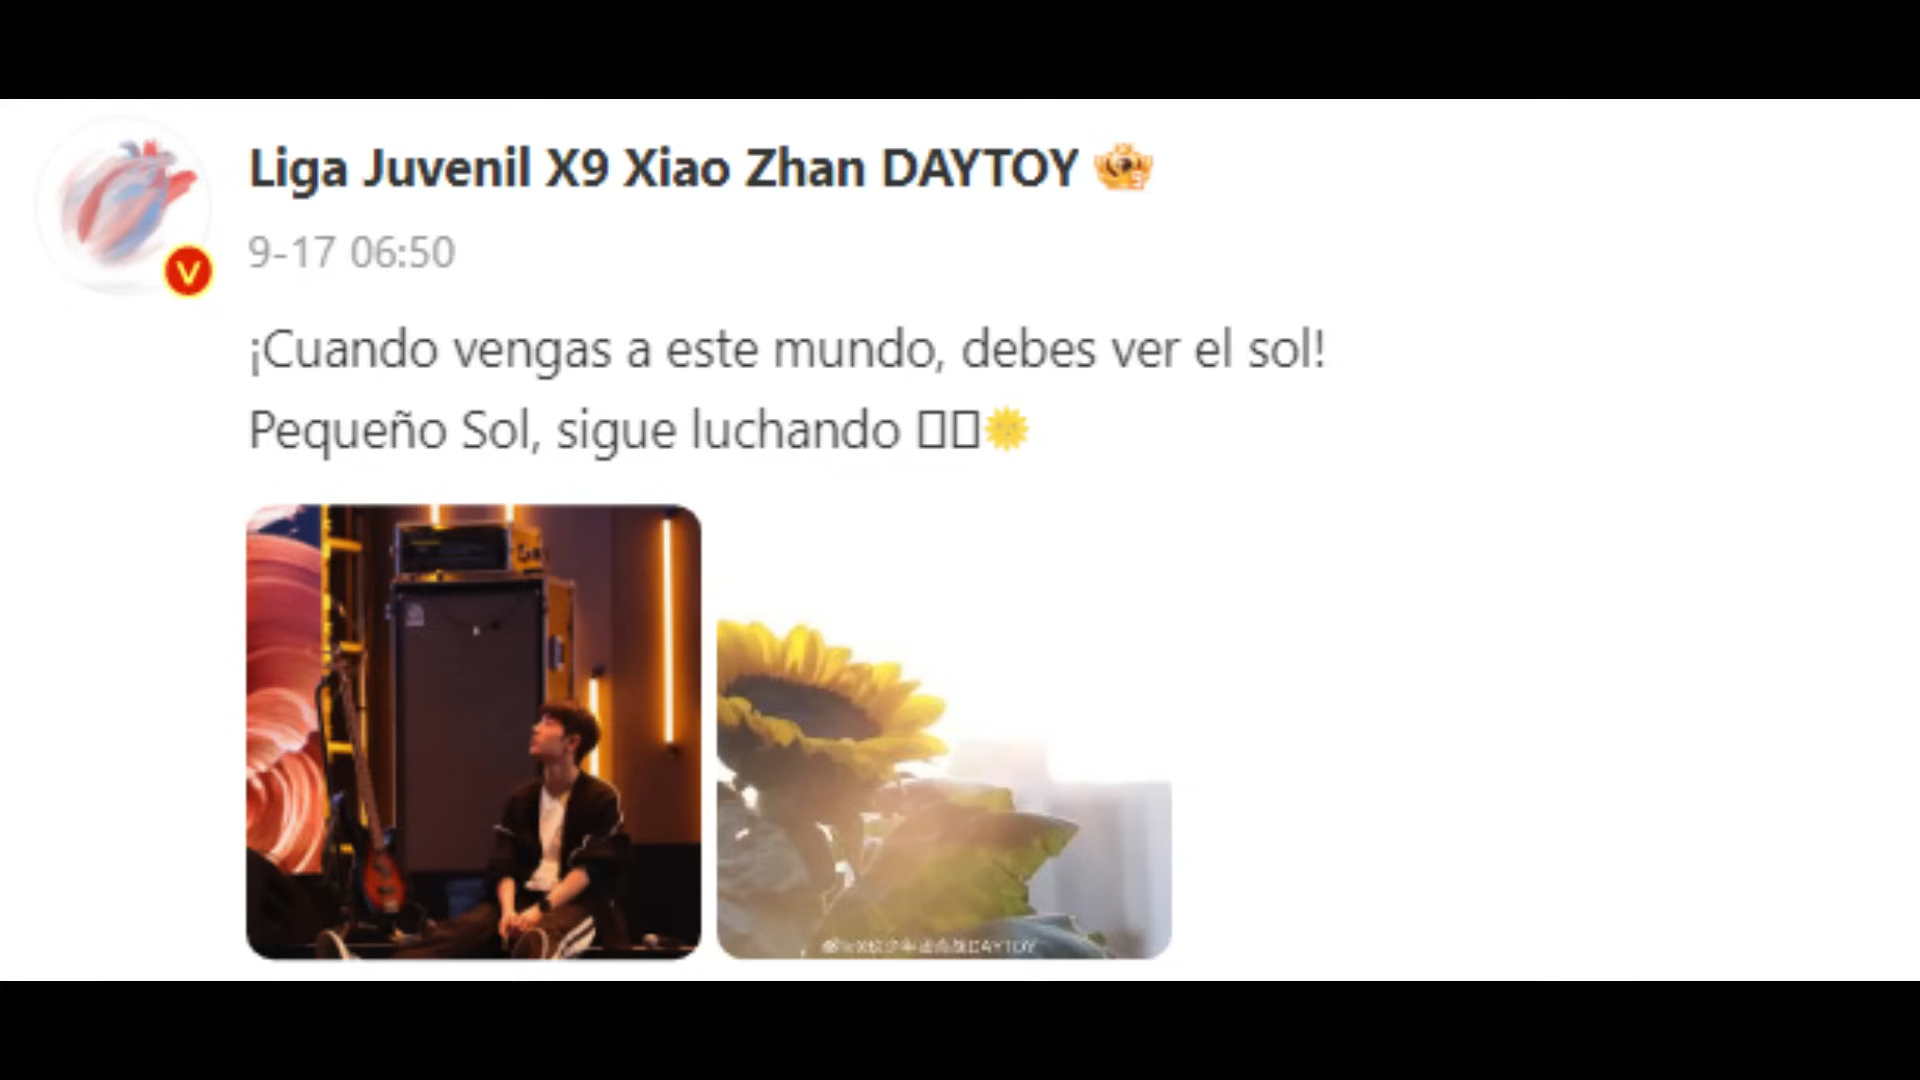 Liga Juvenil X9 Xiao Zhan DAYTOY
9-17 06:50
¡Cuando vengas a este mundo, debes ver el sol!
Pequeño Sol, sigue luchando
DAYTOY